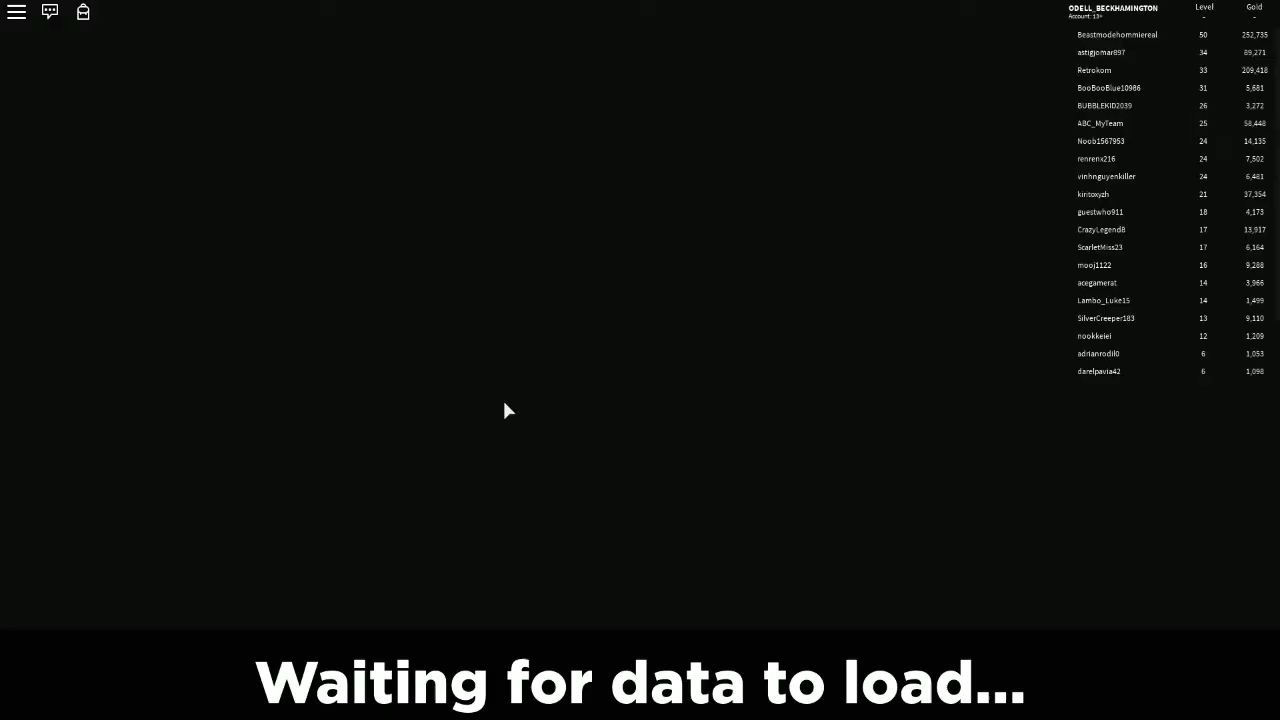 ODELL_BECKHAMINGTON Level Gold
Account: 13+ - -
Beastmodehommiereal 50 252,735
astigjomar897 34 89,271
Retrokom 33 209,418
BooBooBlue10986 31 5,681
BUBBLEKID2039 26 3,272
ABC_MyTeam 25 58,448
Noob1567953 24 14,135
renrenx216 24 7,502
vinhnguyenkiller 24 6,481
kiritoxyzh 21 37,354
guestwho911 18 4,173
CrazyLegend8 17 13,917
ScarletMiss23 17 6,164
mooj1122 16 9,288
acegamerat 14 3,966
Lambo_Luke15 14 1,499
SilverCreeper183 13 9,110
nookkeiei 12 1,209
adrianrodil0 6 1,053
darelpavia42 6 1,098
Waiting for data to load...